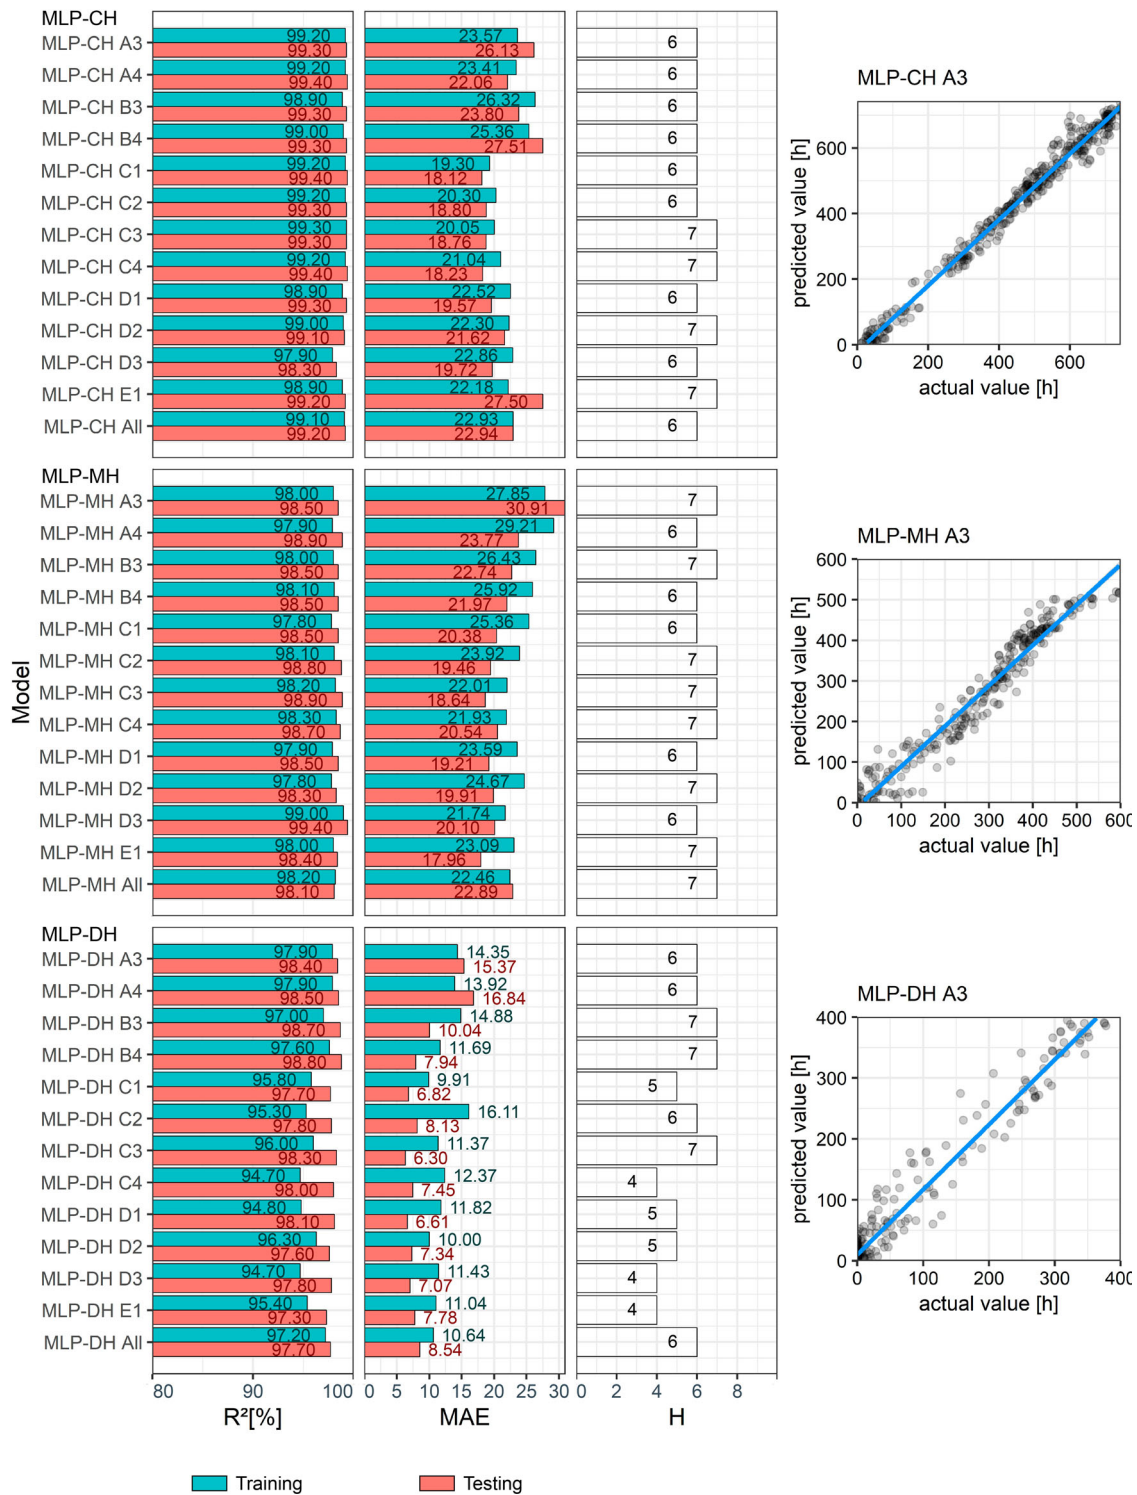 MLP-CH
MLP-CH A3 99.20 23.57 6
99.30 26.13
MLP-CH A4 99.20 23.41 6
99.40 22.06
MLP-CH B3 98.90 26.32 6
99.30 23.80
MLP-CH B4 99.00 25.36 6
99.30 27.51
MLP-CH C1 99.20 19.30 6
99.40 18.12
MLP-CH C2 99.20 20.30 6
99.30 18.80
MLP-CH C3 99.30 20.05 7
99.30 18.76
MLP-CH C4 99.20 21.04 7
99.40 18.23
MLP-CH D1 98.90 22.52 6
99.30 19.57
MLP-CH D2 99.00 22.30 7
99.10 21.62
MLP-CH D3 97.90 22.86 6
98.30 19.72
MLP-CH E1 98.90 22.18 7
99.20 27.50
MLP-CH All 99.10 22.93 6
99.20 22.94
MLP-CH A3
predicted value [h]
600
400
200
0
0 200 400 600
actual value [h]
Model
MLP-MH
MLP-MH A3 98.00 27.85 7
98.50 30.91
MLP-MH A4 97.90 29.21 6
98.90 23.77
MLP-MH B3 98.00 26.43 7
98.50 22.74
MLP-MH B4 98.10 25.92 6
98.50 21.97
MLP-MH C1 97.80 25.36 6
98.50 20.38
MLP-MH C2 98.10 23.92 7
98.80 19.46
MLP-MH C3 98.20 22.01 7
98.90 18.64
MLP-MH C4 98.30 21.93 7
98.70 20.54
MLP-MH D1 97.90 23.59 6
98.50 19.21
MLP-MH D2 97.80 24.67 7
98.30 19.91
MLP-MH D3 99.00 21.74 6
99.40 20.10
MLP-MH E1 98.00 23.09 7
98.40 17.96
MLP-MH All 98.20 22.46 7
98.10 22.89
MLP-MH A3
predicted value [h]
600
500
400
300
200
100
0
0 100 200 300 400 500 600
actual value [h]
MLP-DH
MLP-DH A3 97.90 14.35 6
98.40 15.37
MLP-DH A4 97.90 13.92 6
98.50 16.84
MLP-DH B3 97.00 14.88 7
98.70 10.04
MLP-DH B4 97.60 11.69 7
98.80 7.94
MLP-DH C1 95.80 9.91 5
97.70 6.82
MLP-DH C2 95.30 16.11 6
97.80 8.13
MLP-DH C3 96.00 11.37 7
98.30 6.30
MLP-DH C4 94.70 12.37 4
98.00 7.45
MLP-DH D1 94.80 11.82 5
98.10 6.61
MLP-DH D2 96.30 10.00 5
97.60 7.34
MLP-DH D3 94.70 11.43 4
97.80 7.07
MLP-DH E1 95.40 11.04 4
97.30 7.78
MLP-DH All 97.20 10.64 6
97.70 8.54
MLP-DH A3
predicted value [h]
400
300
200
100
0
0 100 200 300 400
actual value [h]
80 90 100 0 5 10 15 20 25 30 0 2 4 6 8
R²[%] MAE H
Training Testing